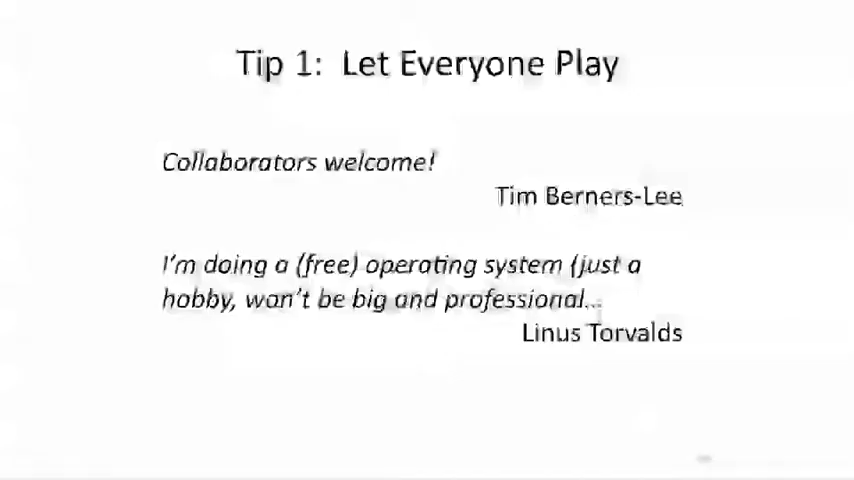 Tip 1: Let Everyone Play
Collaborators welcome!
Tim Berners-Lee
I'm doing a (free) operating system (just a
hobby, won't be big and professional...
Linus Torvalds